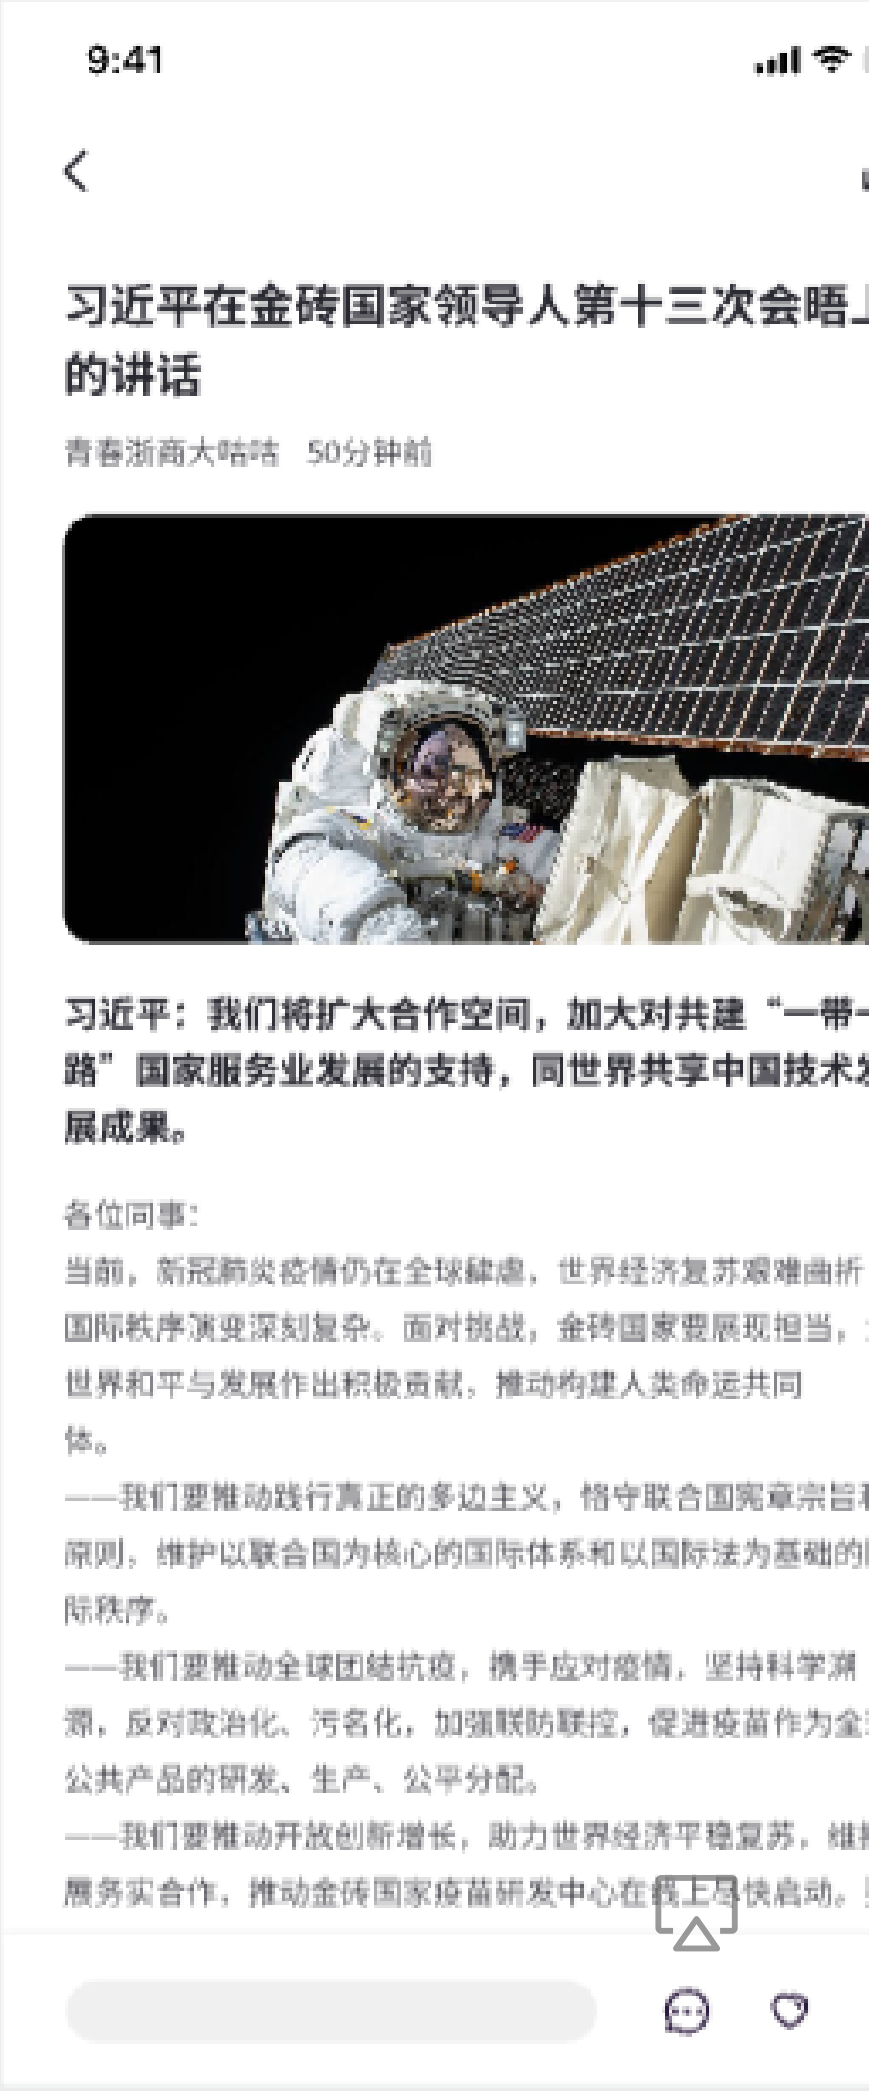 9:41
习近平在金砖国家领导人第十三次会晤上
的讲话
青春浙商大咕咕 50分钟前
习近平：我们将扩大合作空间，加大对共建“一带一
路”国家服务业发展的支持，同世界共享中国技术发
展成果。
各位同事：
当前，新冠肺炎疫情仍在全球肆虐，世界经济复苏艰难曲折
国际秩序演变深刻复杂。面对挑战，金砖国家要展现担当，
世界和平与发展作出积极贡献，推动构建人类命运共同
体。
——我们要推动践行真正的多边主义，恪守联合国宪章宗旨和
原则，维护以联合国为核心的国际体系和以国际法为基础的国
际秩序。
——我们要推动全球团结抗疫，携手应对疫情，坚持科学溯
源，反对政治化、污名化，加强联防联控，促进疫苗作为全球
公共产品的研发、生产、公平分配。
——我们要推动开放创新增长，助力世界经济平稳复苏，维护
展务实合作，推动金砖国家疫苗研发中心在线上尽快启动。